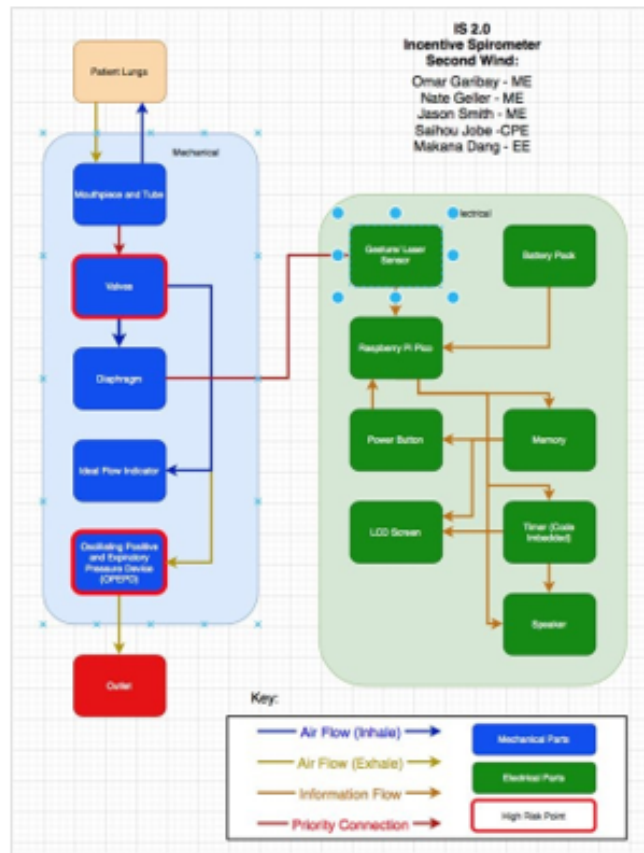 IS 2.0
Incentive Spirometer
Second Wind:
Omar Garibay - ME
Nate Geller - ME
Jason Smith - ME
Saihou Jobe -CPE
Makana Dang - EE
Patient Lungs
Mechanical
Mouthpiece and Tube
Valves
Diaphragm
Ideal Flow Indicator
Oscillating Positive
and Expiratory
Pressure Device
(OPEPD)
Outlet
lectrical
Gesture/ Laser
Sensor
Battery Pack
Raspberry Pi Pico
Power Button
Memory
LCD Screen
Timer (Code
Imbedded)
Speaker
Key:
Air Flow (Inhale)
Air Flow (Exhale)
Information Flow
Priority Connection
Mechanical Parts
Electrical Parts
High Risk Point